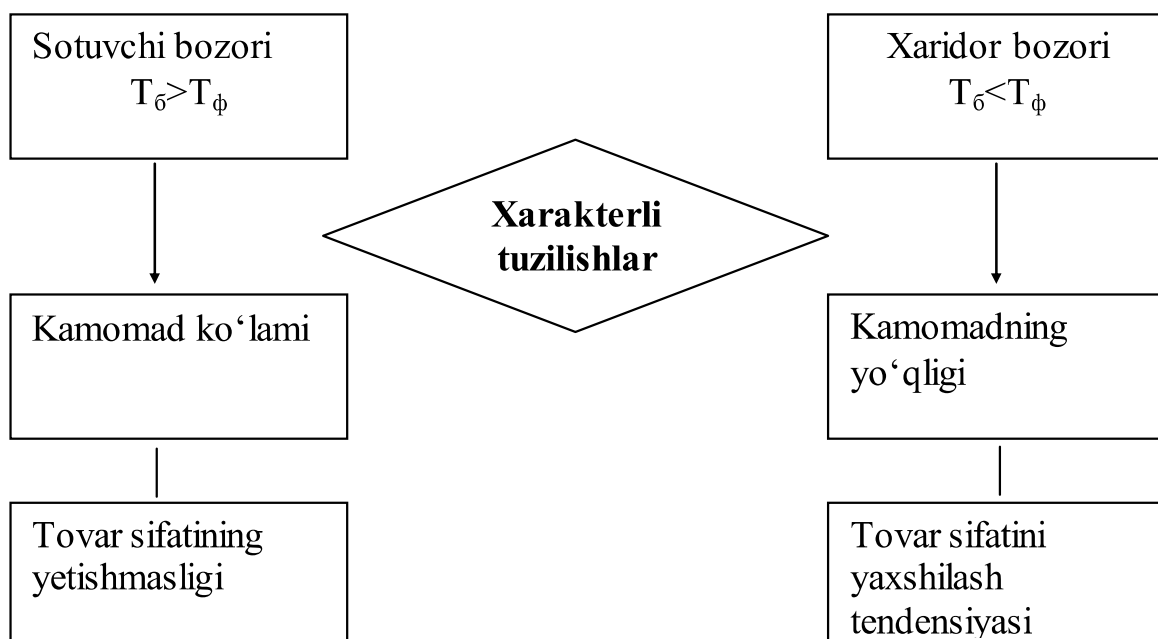 Sotuvchi bozori
Tб>Tф
Xaridor bozori
Tб<Tф
Xarakterli
tuzilishlar
Kamomad ko‘lami
Kamomadning
yo‘qligi
Tovar sifatining
yetishmasligi
Tovar sifatini
yaxshilash
tendensiyasi